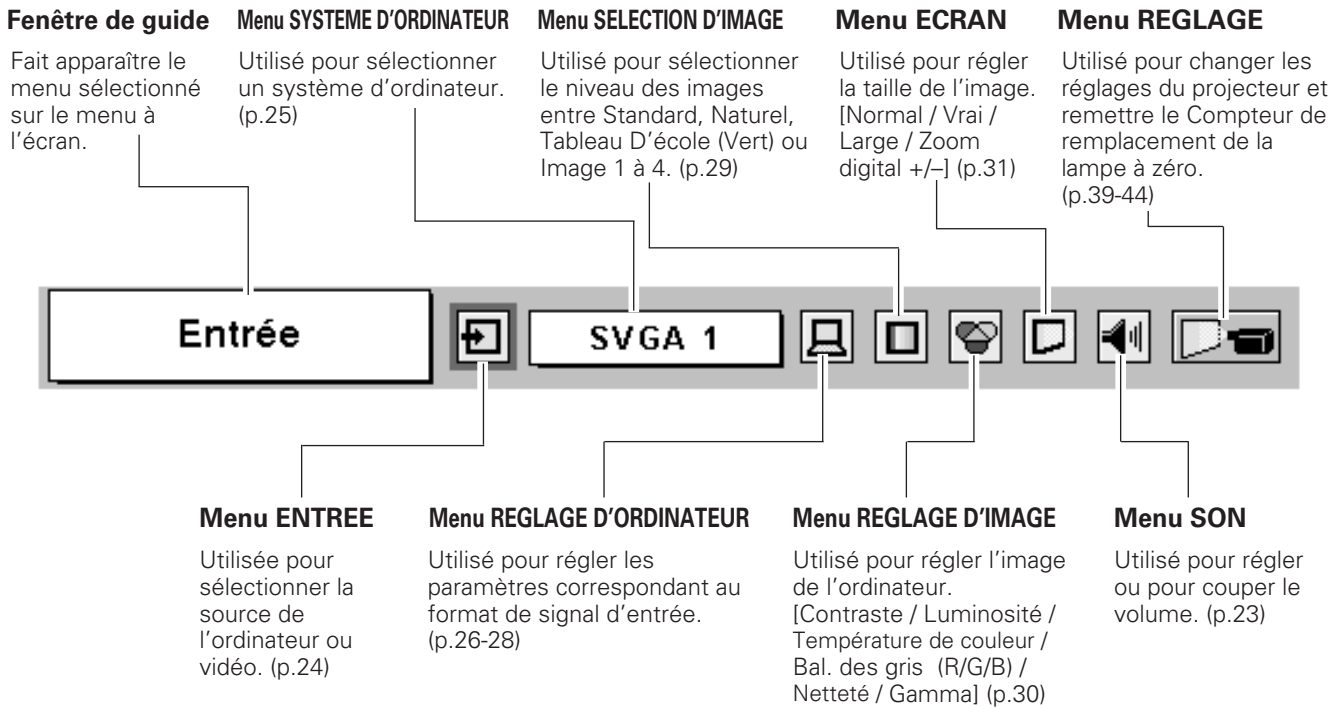 Fenêtre de guide
Fait apparaître le
menu sélectionné
sur le menu à
l'écran.
Menu SYSTEME D'ORDINATEUR
Utilisé pour sélectionner
un système d'ordinateur.
(p.25)
Menu SELECTION D'IMAGE
Utilisé pour sélectionner
le niveau des images
entre Standard, Naturel,
Tableau D'école (Vert) ou
Image 1 à 4. (p.29)
Menu ECRAN
Utilisé pour régler
la taille de l'image.
[Normal / Vrai /
Large / Zoom
digital +/–] (p.31)
Menu REGLAGE
Utilisé pour changer les
réglages du projecteur et
remettre le Compteur de
remplacement de la
lampe à zéro.
(p.39-44)
Entrée
SVGA 1
Menu ENTREE
Utilisée pour
sélectionner la
source de
l'ordinateur ou
vidéo. (p.24)
Menu REGLAGE D'ORDINATEUR
Utilisé pour régler les
paramètres correspondant au
format de signal d'entrée.
(p.26-28)
Menu REGLAGE D'IMAGE
Utilisé pour régler l'image
de l'ordinateur.
[Contraste / Luminosité /
Température de couleur /
Bal. des gris (R/G/B) /
Netteté / Gamma] (p.30)
Menu SON
Utilisé pour régler
ou pour couper le
volume. (p.23)